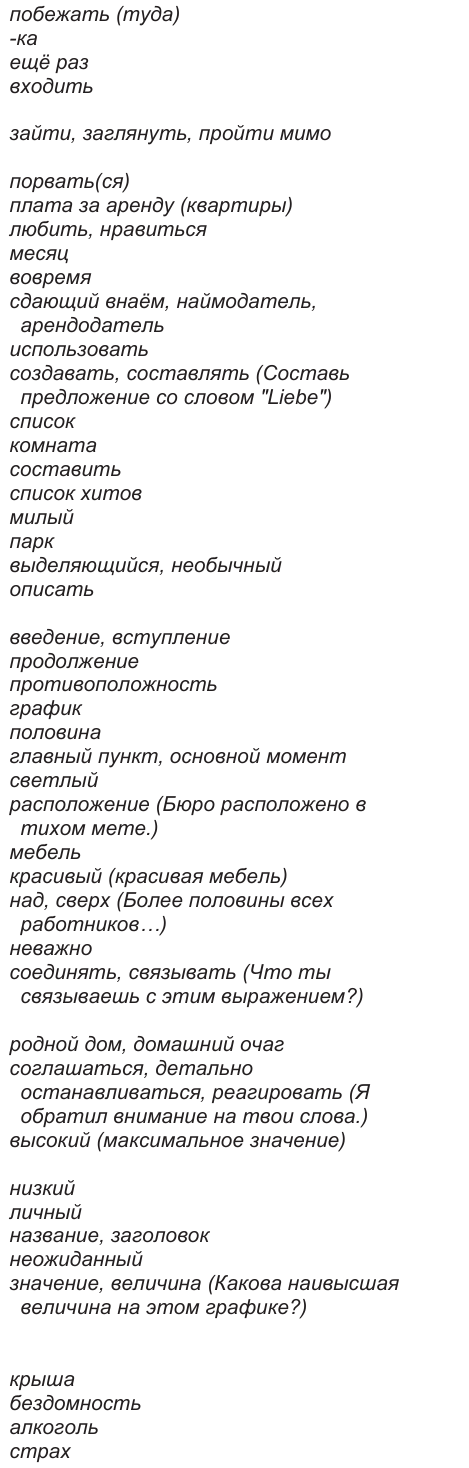 побежать (туда)
-ка
ещё раз
входить
зайти, заглянуть, пройти мимо
порвать(ся)
плата за аренду (квартиры)
любить, нравиться
месяц
вовремя
сдающий внаём, наймодатель,
арендодатель
использовать
создавать, составлять (Составь
предложение со словом "Liebe")
список
комната
составить
список хитов
милый
парк
выделяющийся, необычный
описать
введение, вступление
продолжение
противоположность
график
половина
главный пункт, основной момент
светлый
расположение (Бюро расположено в
тихом мете.)
мебель
красивый (красивая мебель)
над, сверх (Более половины всех
работников…)
неважно
соединять, связывать (Что ты
связываешь с этим выражением?)
родной дом, домашний очаг
соглашаться, детально
останавливаться, реагировать (Я
обратил внимание на твои слова.)
высокий (максимальное значение)
низкий
личный
название, заголовок
неожиданный
значение, величина (Какова наивысшая
величина на этом графике?)
крыша
бездомность
алкоголь
страх